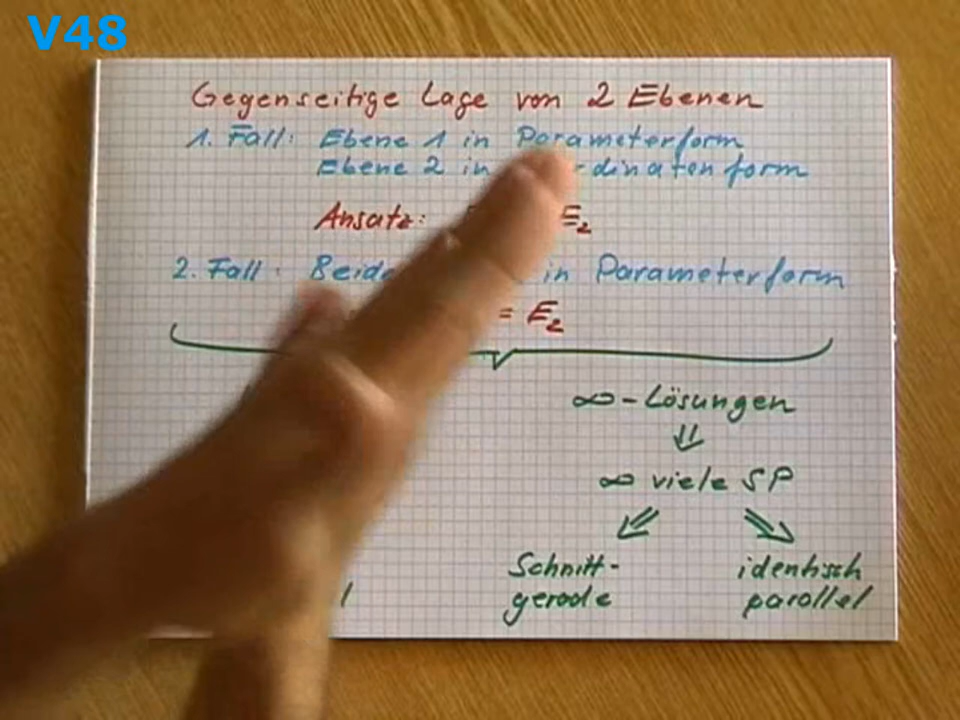 V48
Gegenseitige Lage von 2 Ebenen
1. Fall: Ebene 1 in Parameterform
Ebene 2 in dinatenform
Ansatz: E₂
2. Fall: Beide in Parameterform
= E₂
∞-Lösungen
⇓
∞ viele SP
⇙ ⇘
Schnitt- identisch
gerade parallel